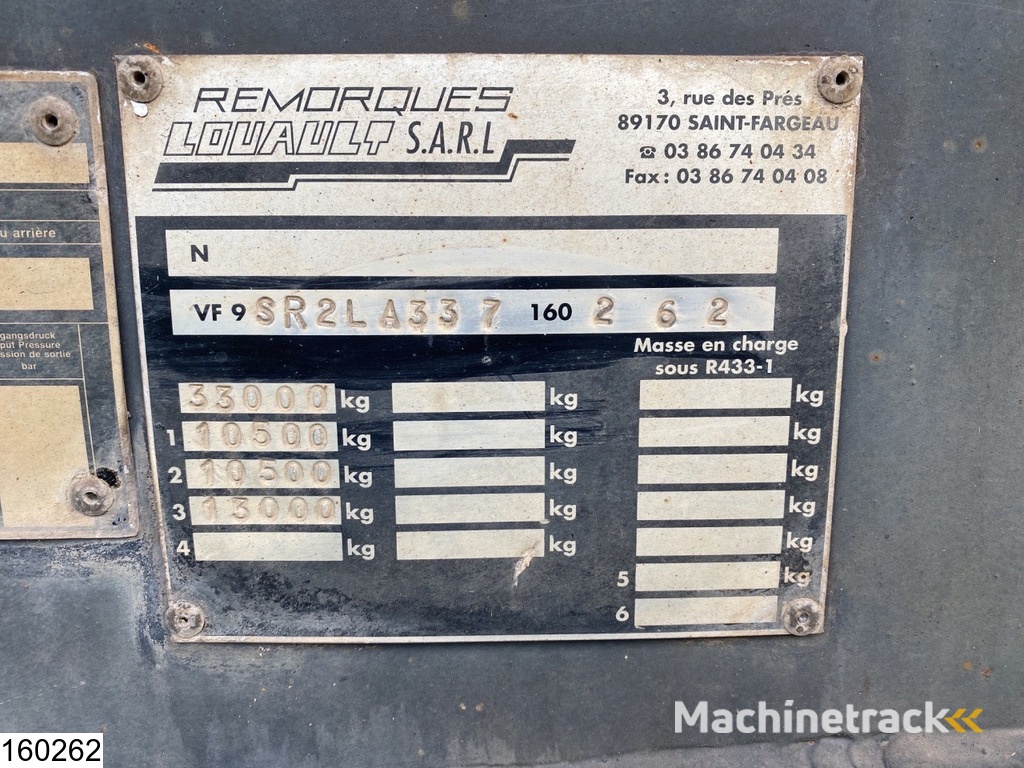 REMORQUES
LOUAULT S.A.R.L
3, rue des Prés
89170 SAINT-FARGEAU
☎ 03 86 74 04 34
Fax : 03 86 74 04 08
N
VF 9 SR2LA337 160 2 6 2
Masse en charge
sous R433-1
33000 kg kg kg
1 10500 kg kg kg
2 10500 kg kg kg
3 13000 kg kg kg
4 kg kg kg
5 kg
6
u arrière
gangsdruck
put Pressure
ession de sortie
bar
Machinetrack
160262